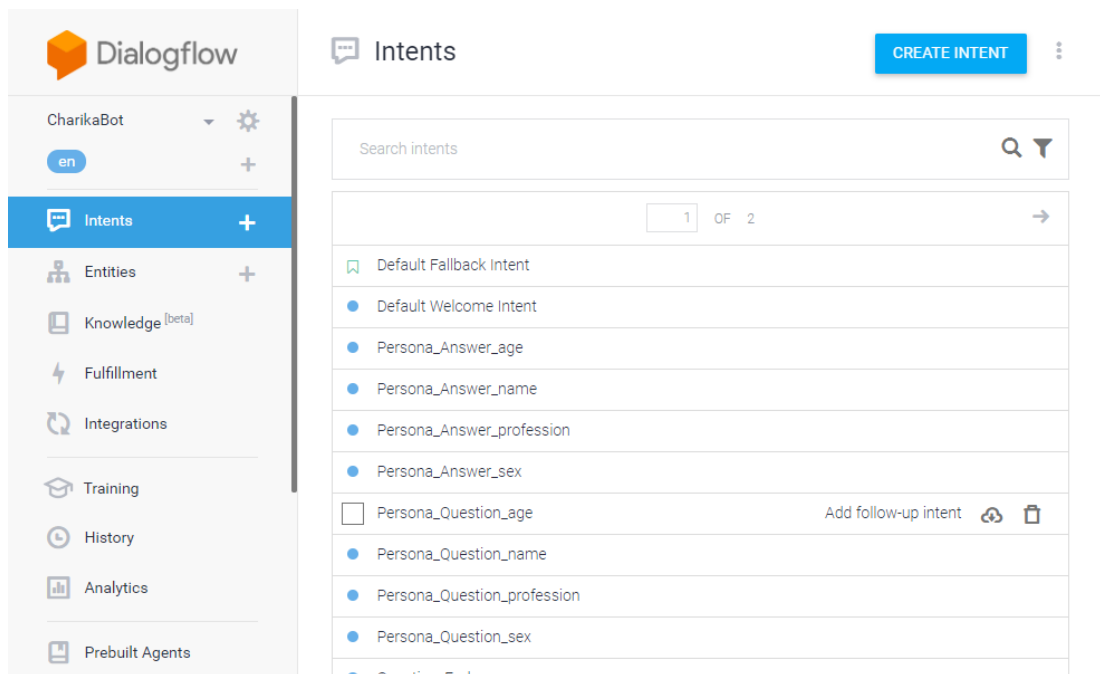 Dialogflow
CharikaBot
en
Intents
Entities
Knowledge [beta]
Fulfillment
Integrations
Training
History
Analytics
Prebuilt Agents
Intents
CREATE INTENT
Search intents
1 OF 2
Default Fallback Intent
Default Welcome Intent
Persona_Answer_age
Persona_Answer_name
Persona_Answer_profession
Persona_Answer_sex
Persona_Question_age Add follow-up intent
Persona_Question_name
Persona_Question_profession
Persona_Question_sex